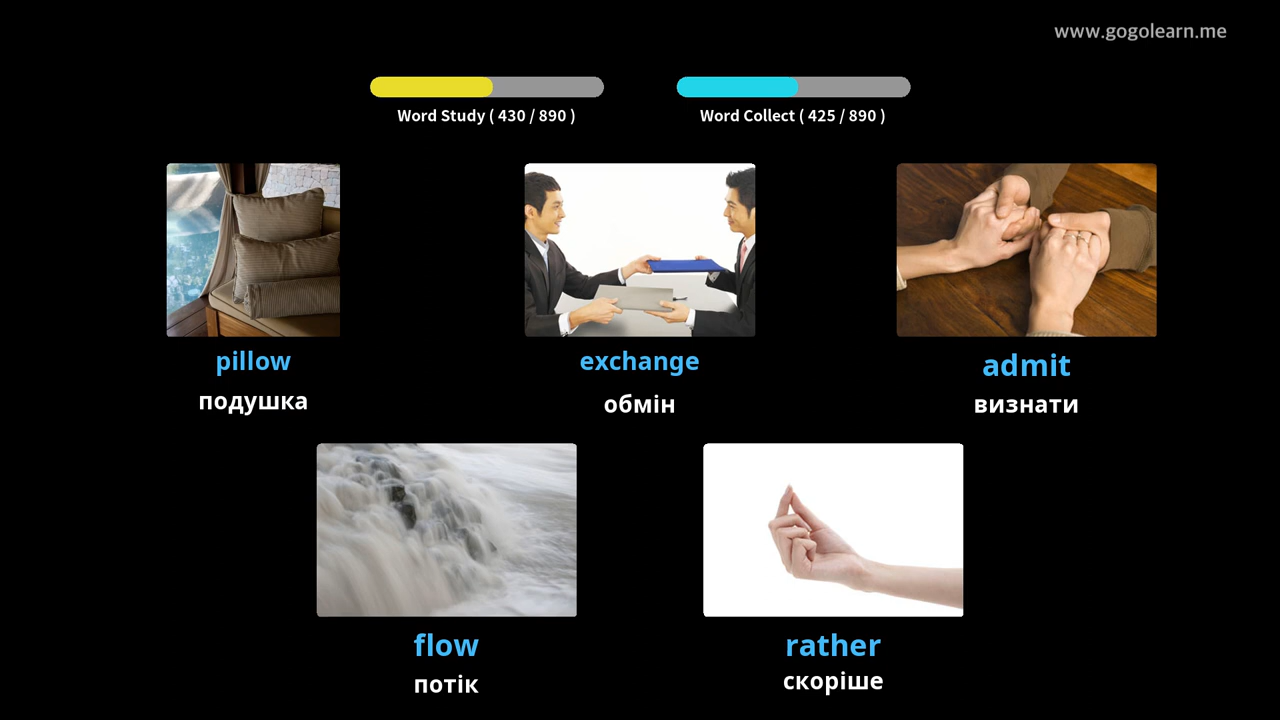 www.gogolearn.me
Word Study ( 430 / 890 )
Word Collect ( 425 / 890 )
pillow
подушка
exchange
обмін
admit
визнати
flow
потік
rather
скоріше